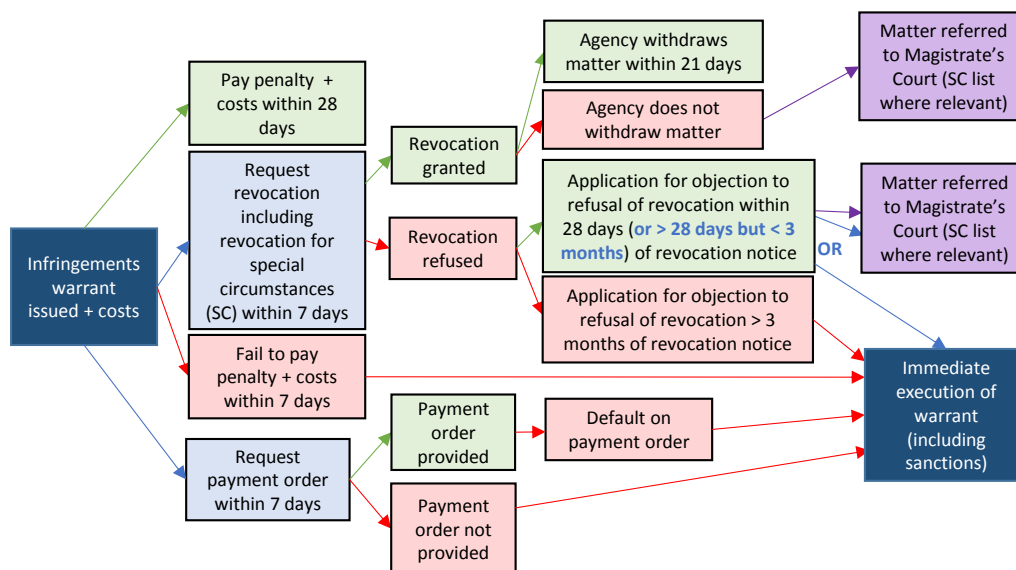 Infringements
warrant
issued + costs
Pay penalty +
costs within 28
days
Request
revocation
including
revocation for
special
circumstances
(SC) within 7 days
Fail to pay
penalty + costs
within 7 days
Request
payment order
within 7 days
Revocation
granted
Revocation
refused
Payment
order
provided
Payment
order not
provided
Agency withdraws
matter within 21 days
Agency does not
withdraw matter
Application for objection to
refusal of revocation within
28 days (or > 28 days but < 3
months) of revocation notice
OR
Application for objection to
refusal of revocation > 3
months of revocation notice
Default on
payment order
Matter referred
to Magistrate’s
Court (SC list
where relevant)
Matter referred
to Magistrate’s
Court (SC list
where relevant)
Immediate
execution of
warrant
(including
sanctions)